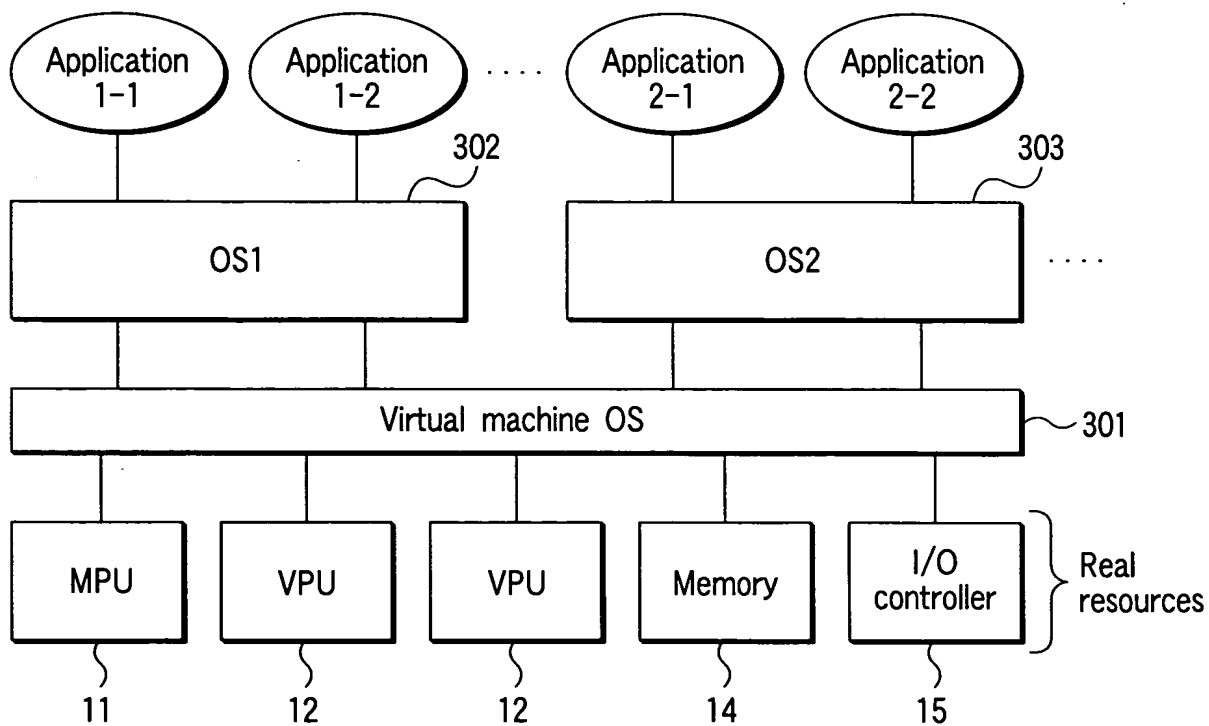 Application
1-1
Application
1-2
....
Application
2-1
Application
2-2
302
303
OS1
OS2
....
Virtual machine OS
301
MPU
VPU
VPU
Memory
I/O
controller
Real
resources
11
12
12
14
15